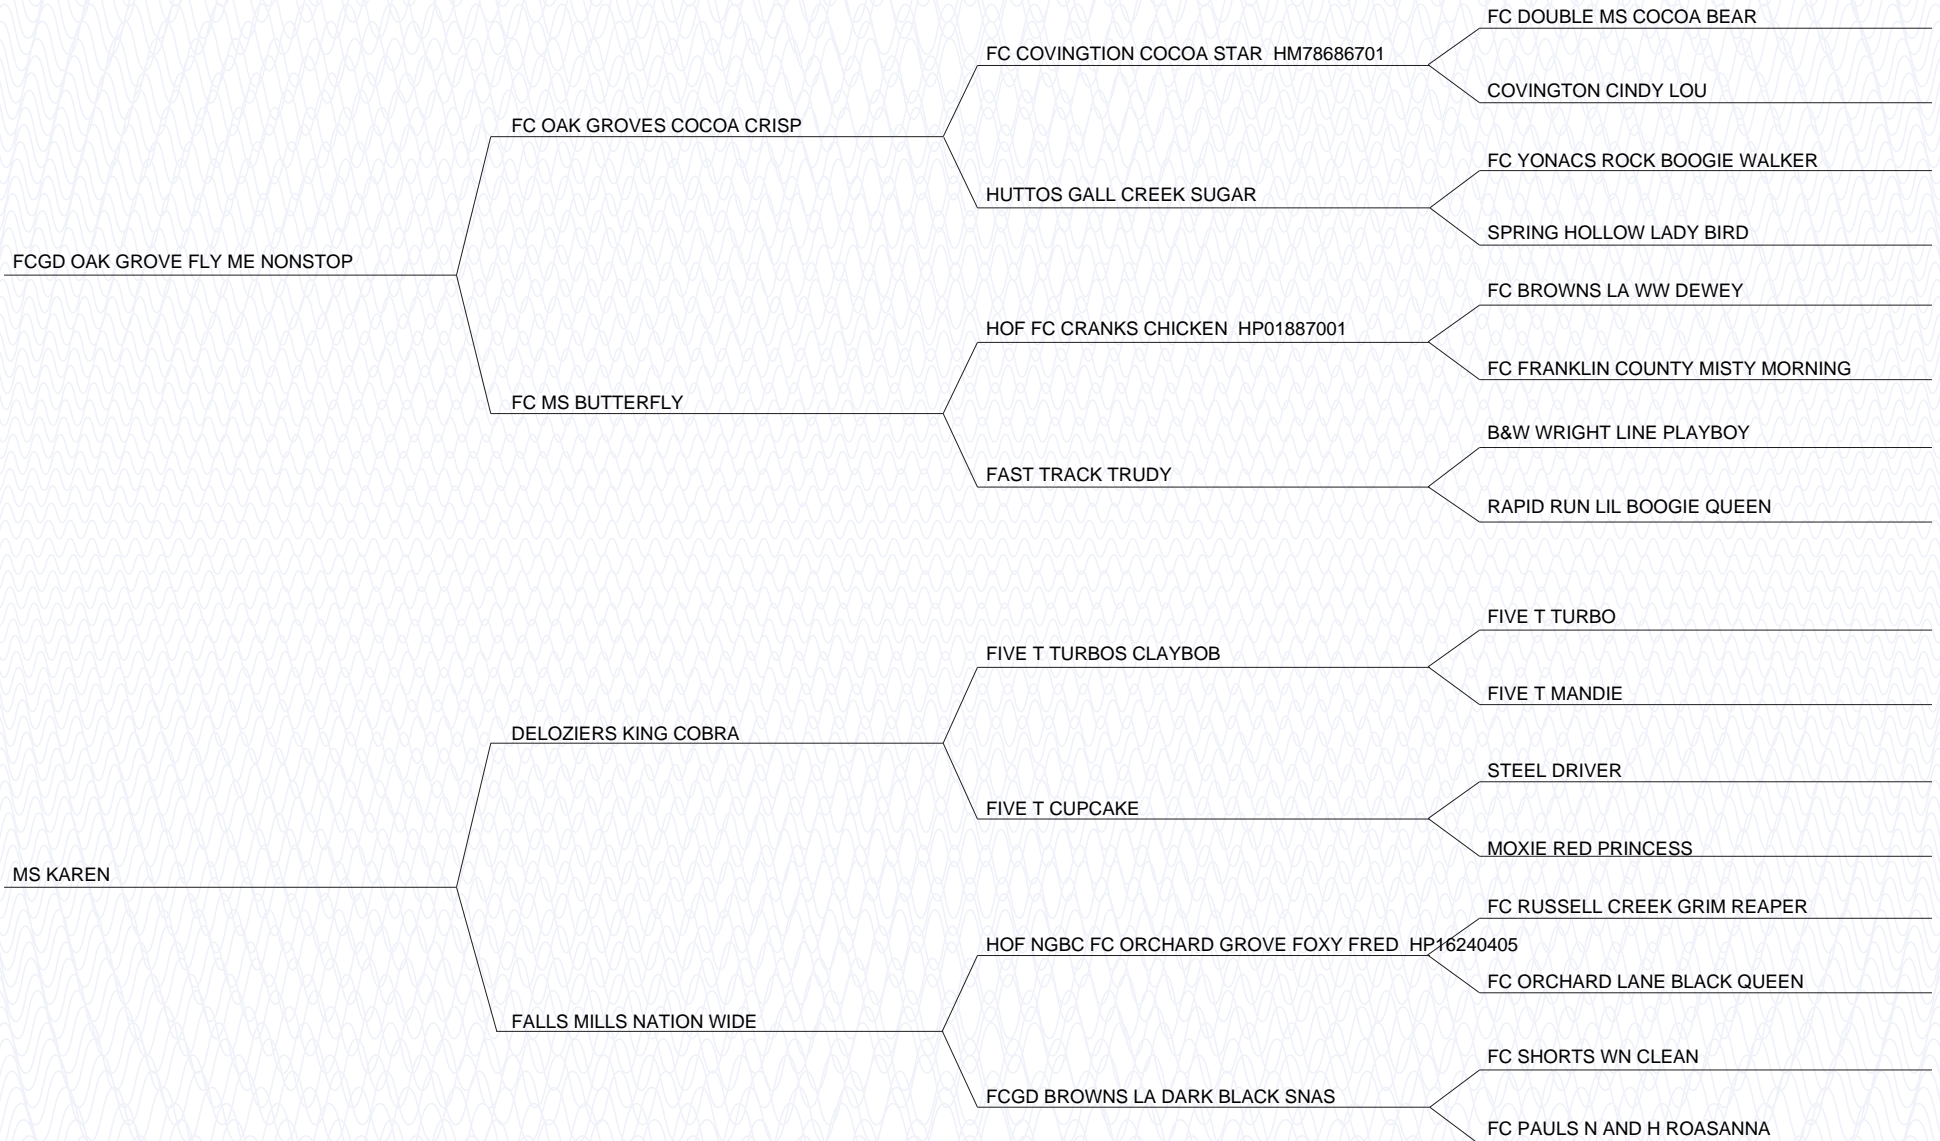 FC DOUBLE MS COCOA BEAR
FC COVINGTION COCOA STAR HM78686701
COVINGTON CINDY LOU
FC OAK GROVES COCOA CRISP
FC YONACS ROCK BOOGIE WALKER
HUTTOS GALL CREEK SUGAR
SPRING HOLLOW LADY BIRD
FCGD OAK GROVE FLY ME NONSTOP
FC BROWNS LA WW DEWEY
HOF FC CRANKS CHICKEN HP01887001
FC FRANKLIN COUNTY MISTY MORNING
FC MS BUTTERFLY
B&W WRIGHT LINE PLAYBOY
FAST TRACK TRUDY
RAPID RUN LIL BOOGIE QUEEN
FIVE T TURBO
FIVE T TURBOS CLAYBOB
FIVE T MANDIE
DELOZIERS KING COBRA
STEEL DRIVER
FIVE T CUPCAKE
MOXIE RED PRINCESS
MS KAREN
FC RUSSELL CREEK GRIM REAPER
HOF NGBC FC ORCHARD GROVE FOXY FRED HP16240405
FC ORCHARD LANE BLACK QUEEN
FALLS MILLS NATION WIDE
FC SHORTS WN CLEAN
FCGD BROWNS LA DARK BLACK SNAS
FC PAULS N AND H ROASANNA